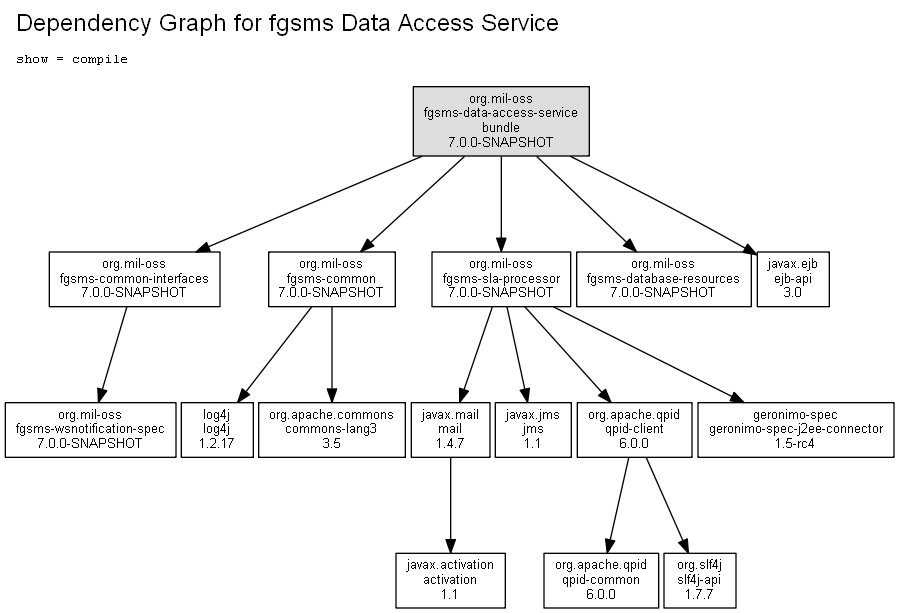 Dependency Graph for fgsms Data Access Service
show = compile
org.mil-oss
fgsms-data-access-service
bundle
7.0.0-SNAPSHOT
org.mil-oss
fgsms-common-interfaces
7.0.0-SNAPSHOT
org.mil-oss
fgsms-common
7.0.0-SNAPSHOT
org.mil-oss
fgsms-sla-processor
7.0.0-SNAPSHOT
org.mil-oss
fgsms-database-resources
7.0.0-SNAPSHOT
javax.ejb
ejb-api
3.0
org.mil-oss
fgsms-wsnotification-spec
7.0.0-SNAPSHOT
log4j
log4j
1.2.17
org.apache.commons
commons-lang3
3.5
javax.mail
mail
1.4.7
javax.jms
jms
1.1
org.apache.qpid
qpid-client
6.0.0
geronimo-spec
geronimo-spec-j2ee-connector
1.5-rc4
javax.activation
activation
1.1
org.apache.qpid
qpid-common
6.0.0
org.slf4j
slf4j-api
1.7.7